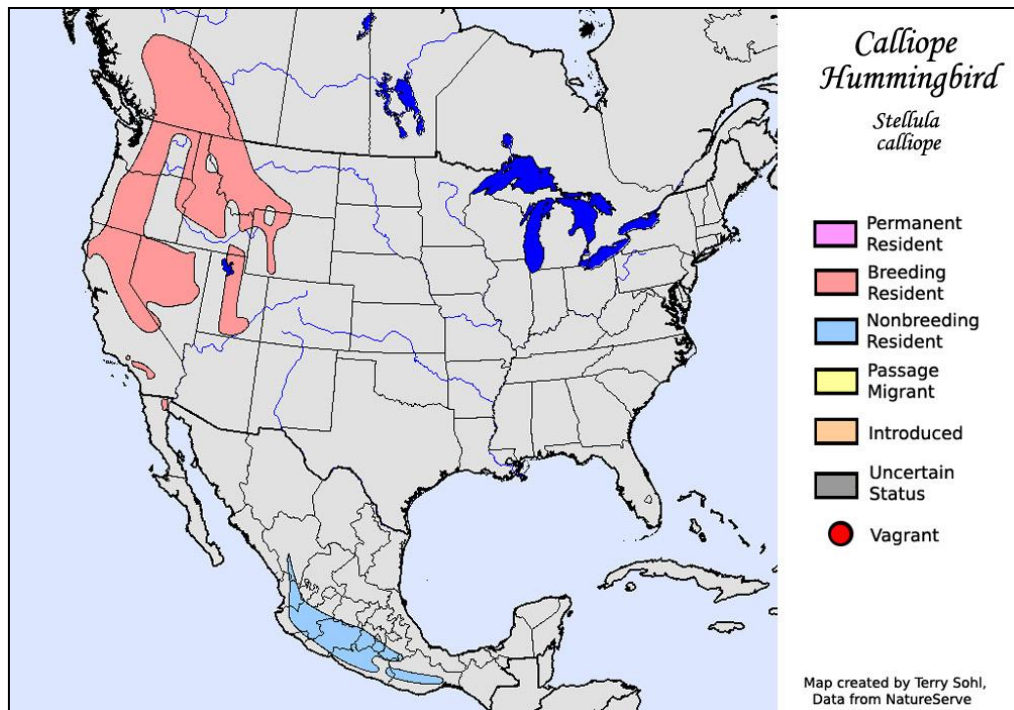 Calliope
Hummingbird
Stellula
calliope
Permanent
Resident
Breeding
Resident
Nonbreeding
Resident
Passage
Migrant
Introduced
Uncertain
Status
Vagrant
Map created by Terry Sohl,
Data from NatureServe